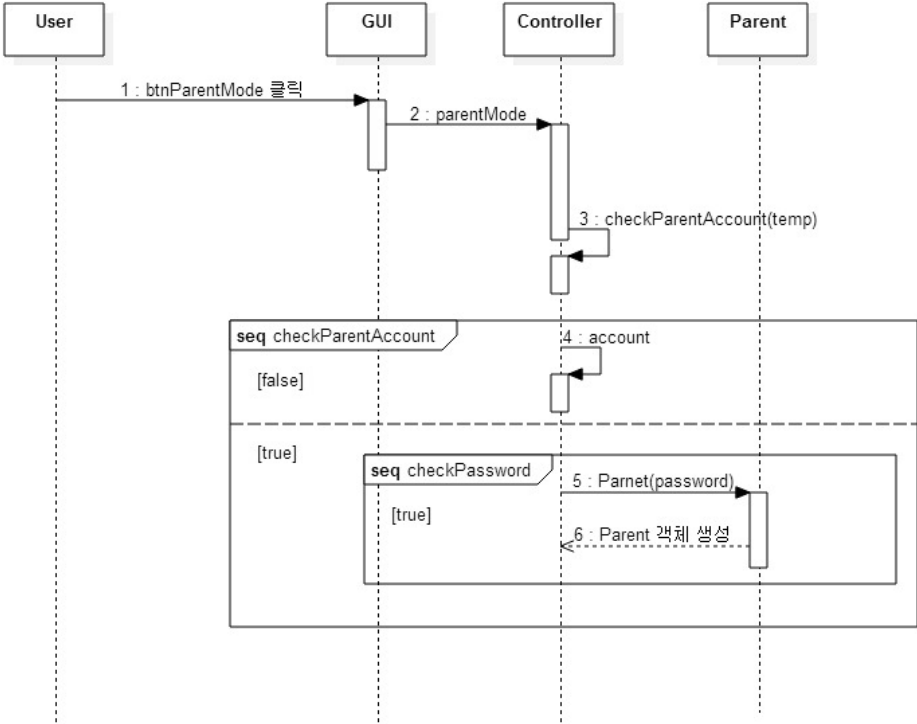 User
GUI
Controller
Parent
1 : btnParentMode 클릭
2 : parentMode
3 : checkParentAccount(temp)
seq checkParentAccount
4 : account
[false]
[true]
seq checkPassword
5 : Parnet(password)
[true]
6 : Parent 객체 생성